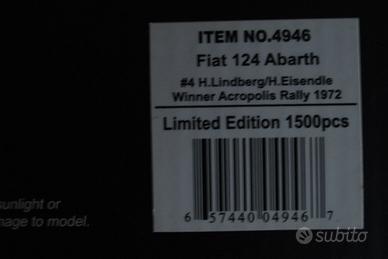 ITEM NO.4946
Fiat 124 Abarth
#4 H.Lindberg/H.Eisendle
Winner Acropolis Rally 1972
Limited Edition 1500pcs
6 57440 04946 7
sunlight or
mage to model.
subito